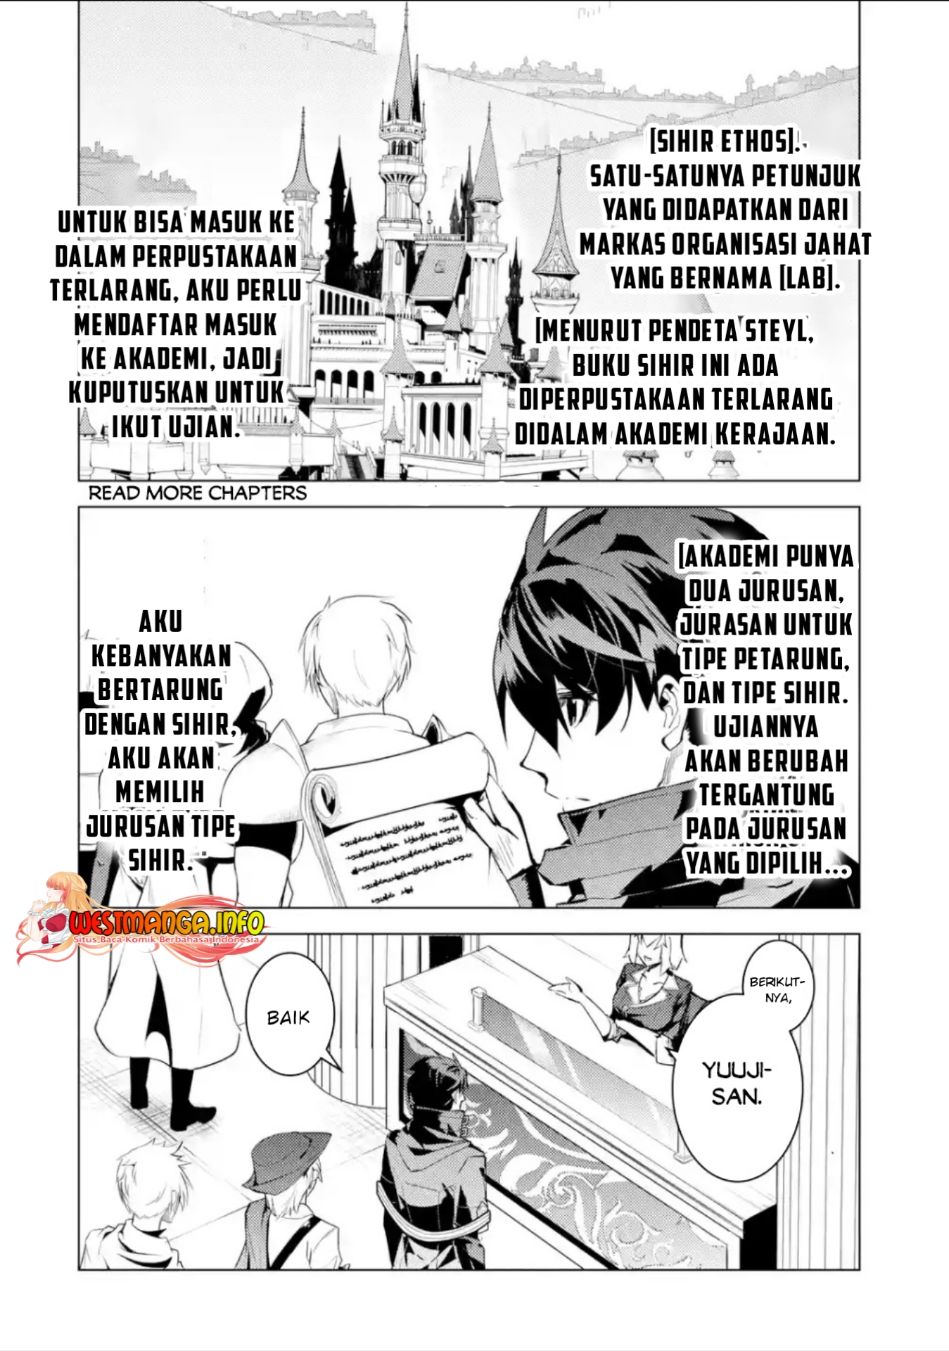 [SIHIR ETHOS].
SATU-SATUNYA PETUNJUK
YANG DIDAPATKAN DARI
MARKAS ORGANISASI JAHAT
YANG BERNAMA [LAB].
[MENURUT PENDETA STEYL,
BUKU SIHIR INI ADA
DIPERPUSTAKAAN TERLARANG
DIDALAM AKADEMI KERAJAAN.
UNTUK BISA MASUK KE
DALAM PERPUSTAKAAN
TERLARANG, AKU PERLU
MENDAFTAR MASUK
KE AKADEMI, JADI
KUPUTUSKAN UNTUK
IKUT UJIAN.
READ MORE CHAPTERS
[AKADEMI PUNYA
DUA JURUSAN,
JURASAN UNTUK
TIPE PETARUNG,
DAN TIPE SIHIR.
UJIANNYA
AKAN BERUBAH
TERGANTUNG
PADA JURUSAN
YANG DIPILIH...
AKU
KEBANYAKAN
BERTARUNG
DENGAN SIHIR,
AKU AKAN
MEMILIH
JURUSAN TIPE
SIHIR.
WESTMANGA.INFO
Situs Baca Komik Berbahasa Indonesia
BERIKUT-
NYA,
YUUJI-
SAN.
BAIK